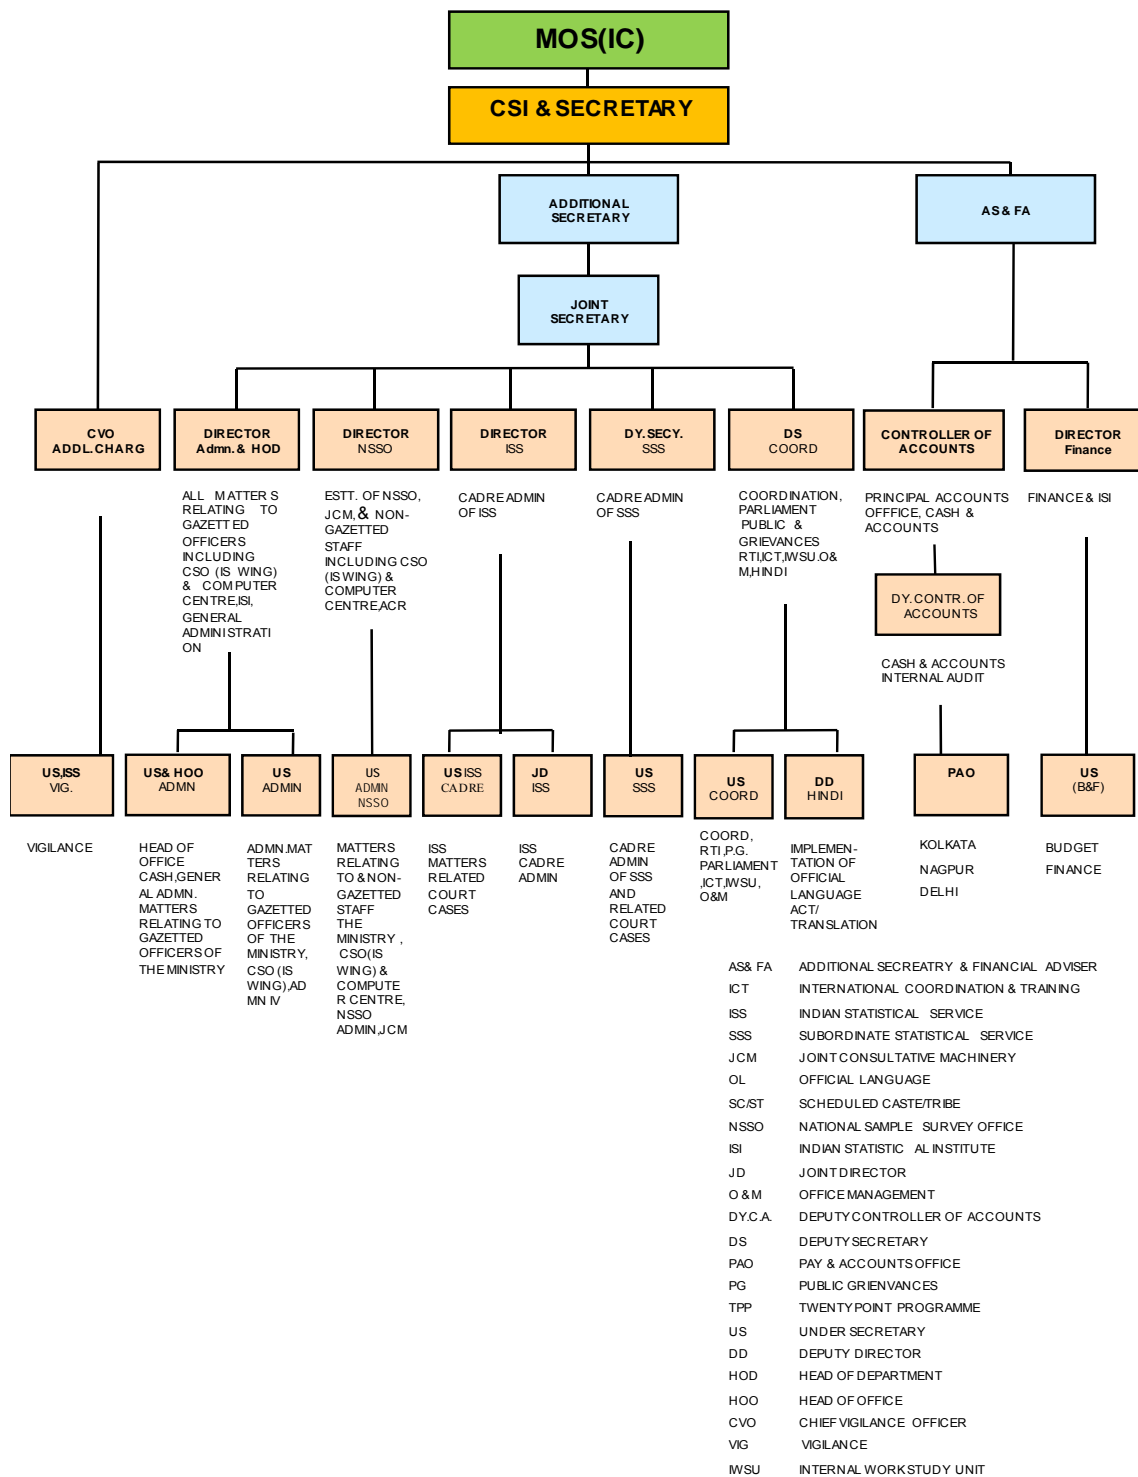 MOS(IC)
CSI & SECRETARY
ADDITIONAL
SECRETARY
AS & FA
JOINT
SECRETARY
CVO
ADDL.CHARG
DIRECTOR
Admn. & HOD
DIRECTOR
NSSO
DIRECTOR
ISS
DY.SECY.
SSS
DS
COORD
CONTROLLER OF
ACCOUNTS
DIRECTOR
Finance
ALL MATTERS
RELATING TO
GAZETTED
OFFICERS
INCLUDING
CSO (IS WING)
& COMPUTER
CENTRE,ISI,
GENERAL
ADMINISTRATI
ON
ESTT. OF NSSO,
JCM, & NON-
GAZETTED
STAFF
INCLUDING CSO
(IS WING) &
COMPUTER
CENTRE,ACR
CADRE ADMIN
OF ISS
CADRE ADMIN
OF SSS
COORDINATION,
PARLIAMENT
PUBLIC &
GRIEVANCES
RTI,ICT,IWSU.O&
M,HINDI
PRINCIPAL ACCOUNTS
OFFFICE, CASH &
ACCOUNTS
FINANCE & ISI
DY. CONTR. OF
ACCOUNTS
CASH & ACCOUNTS
INTERNAL AUDIT
US,ISS
VIG.
US& HOO
ADMN
US
ADMIN
US
ADMIN
NSSO
US ISS
CADRE
JD
ISS
US
SSS
US
COORD
DD
HINDI
PAO
US
(B&F)
VIGILANCE
HEAD OF
OFFICE
CASH,GENER
AL ADMN.
MATTERS
RELATING TO
GAZETTED
OFFICERS OF
THE MINISTRY
ADMN.MAT
TERS
RELATING
TO
GAZETTED
OFFICERS
OF THE
MINISTRY,
CSO (IS
WING),AD
MN IV
MATTERS
RELATING
TO & NON-
GAZETTED
STAFF
THE
MINISTRY ,
CSO(IS
WING) &
COMPUTE
R CENTRE,
NSSO
ADMIN,JCM
ISS
MATTERS
RELATED
COURT
CASES
ISS
CADRE
ADMIN
CADRE
ADMIN
OF SSS
AND
RELATED
COURT
CASES
COORD,
RTI,P.G.
PARLIAMENT
,ICT,IWSU,
O&M
IMPLEMEN-
TATION OF
OFFICIAL
LANGUAGE
ACT/
TRANSLATION
KOLKATA
NAGPUR
DELHI
BUDGET
FINANCE
AS& FA ADDITIONAL SECREATRY & FINANCIAL ADVISER
ICT INTERNATIONAL COORDINATION & TRAINING
ISS INDIAN STATISTICAL SERVICE
SSS SUBORDINATE STATISTICAL SERVICE
JCM JOINT CONSULTATIVE MACHINERY
OL OFFICIAL LANGUAGE
SC/ST SCHEDULED CASTE/TRIBE
NSSO NATIONAL SAMPLE SURVEY OFFICE
ISI INDIAN STATISTIC AL INSTITUTE
JD JOINT DIRECTOR
O & M OFFICE MANAGEMENT
DY.C.A. DEPUTY CONTROLLER OF ACCOUNTS
DS DEPUTY SECRETARY
PAO PAY & ACCOUNTS OFFICE
PG PUBLIC GRIENVANCES
TPP TWENTY POINT PROGRAMME
US UNDER SECRETARY
DD DEPUTY DIRECTOR
HOD HEAD OF DEPARTMENT
HOO HEAD OF OFFICE
CVO CHIEF VIGILANCE OFFICER
VIG VIGILANCE
IWSU INTERNAL WORK STUDY UNIT